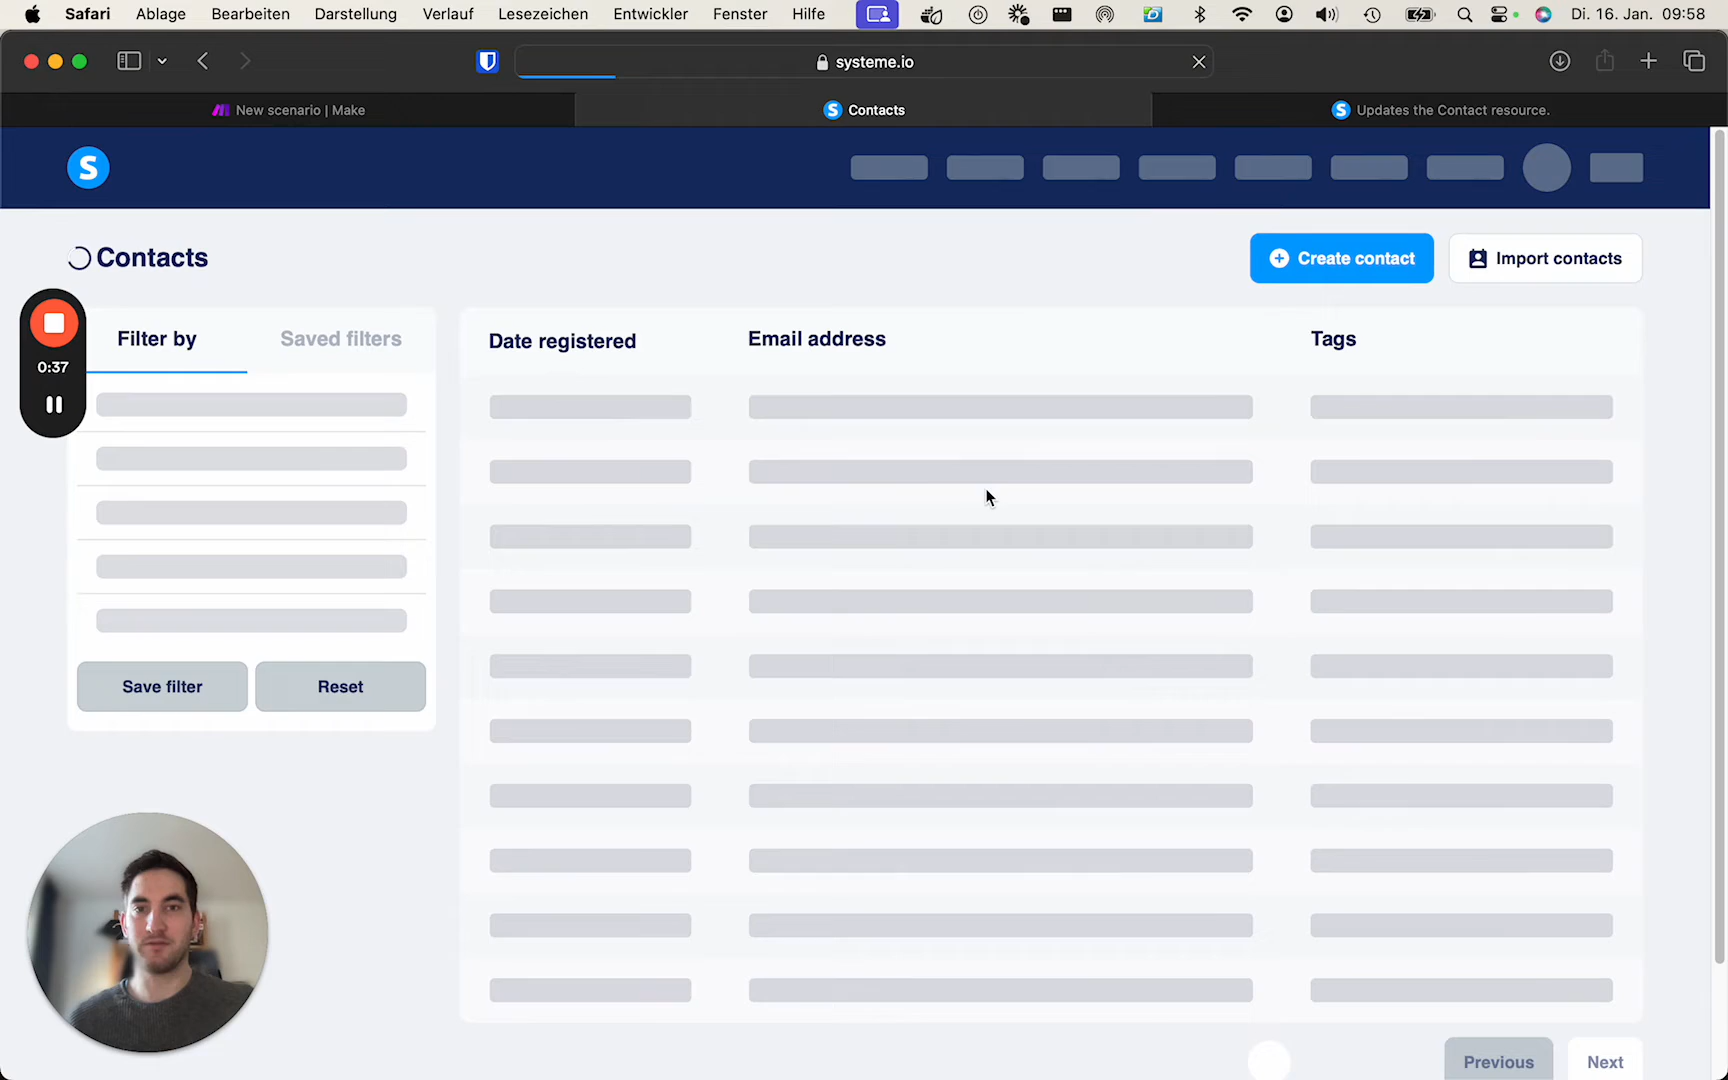 Safari Ablage Bearbeiten Darstellung Verlauf Lesezeichen Entwickler Fenster Hilfe Di. 16. Jan. 09:58
systeme.io
New scenario | Make
S Contacts
S Updates the Contact resource.
S
Contacts
Create contact
Import contacts
0:37
Filter by
Saved filters
Date registered
Email address
Tags
Save filter
Reset
Previous
Next